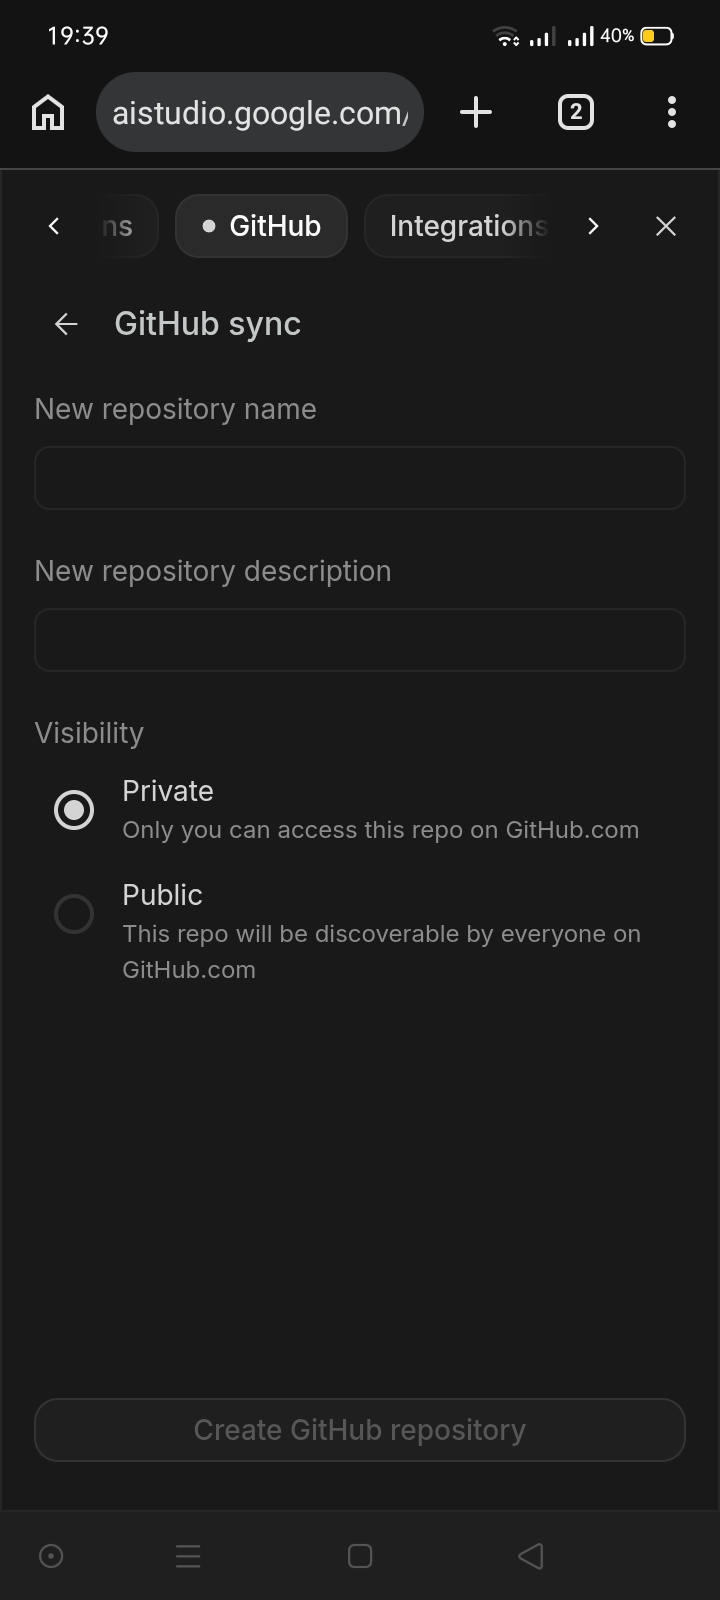 19:39
40%
aistudio.google.com/
2
ns
GitHub
Integrations
GitHub sync
New repository name
New repository description
Visibility
Private
Only you can access this repo on GitHub.com
Public
This repo will be discoverable by everyone on
GitHub.com
Create GitHub repository